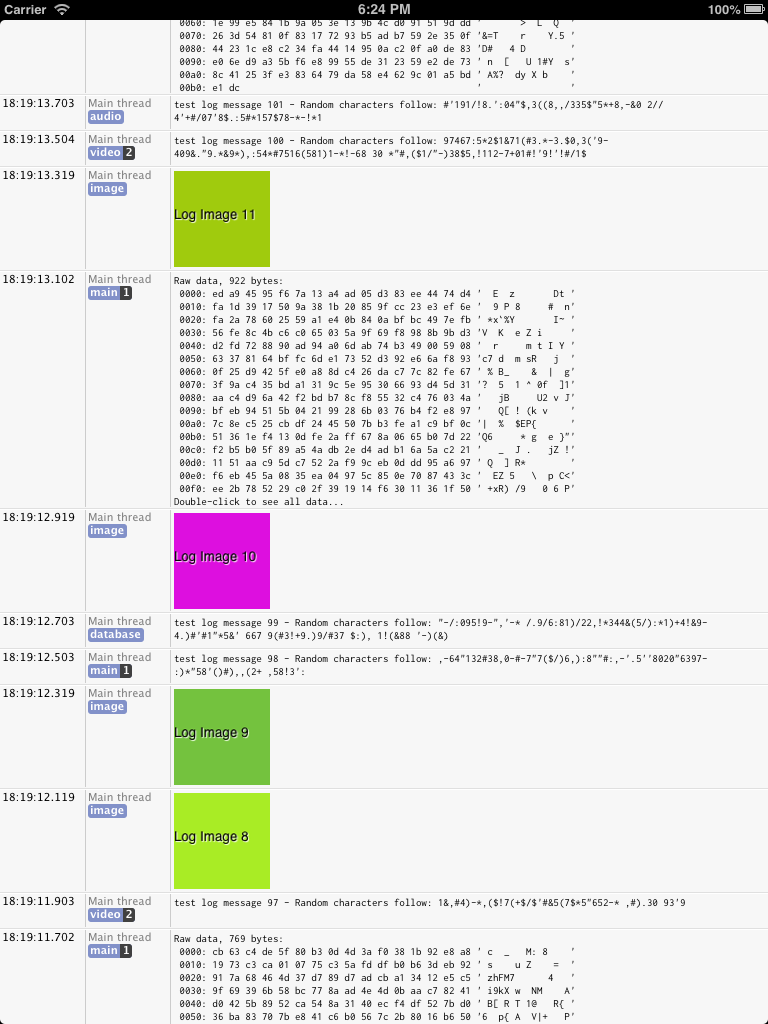 Carrier 6:24 PM 100%
0060: 1e 99 e5 84 1b 9a 05 3e 13 9b 4c d0 91 51 9d dd '      >  L  Q   '
0070: 26 3d 54 81 0f 83 17 72 93 b5 ad b7 59 2e 35 0f '&=T    r    Y.5 '
0080: 44 23 1c e8 c2 34 fa 44 14 95 0a c2 0f a0 de 83 'D#   4 D        '
0090: e0 6e d9 a3 5b f6 e8 99 55 de 31 23 59 e2 de 73 ' n  [   U 1#Y  s'
00a0: 8c 41 25 3f e3 83 64 79 da 58 e4 62 9c 01 a5 bd ' A%?  dy X b    '
00b0: e1 dc '                '
18:19:13.703 Main thread test log message 101 - Random characters follow: #'191/!8.':04"$,3((8,,/335$"5*+8,-&0 2//
audio 4'+#/07'8$.:5#*157$78-*-!*1
18:19:13.504 Main thread test log message 100 - Random characters follow: 97467:5*2$1&71(#3.*-3.$0,3('9-
video 2 409&."9.*&9*),:54*#7516(581)1-*!-68 30 *"#,($1/"-)38$5,!112-7+01#!'9!'!#/1$
18:19:13.319 Main thread
image
Log Image 11
18:19:13.102 Main thread Raw data, 922 bytes:
main 1
0000: ed a9 45 95 f6 7a 13 a4 ad 05 d3 83 ee 44 74 d4 '  E  z       Dt '
0010: fa 1d 39 17 50 9a 38 1b 20 85 9f cc 23 e3 ef 6e '  9 P 8     #  n'
0020: fa 2a 78 60 25 59 a1 e4 0b 84 0a bf bc 49 7e fb ' *x`%Y       I~ '
0030: 56 fe 8c 4b c6 c0 65 03 5a 9f 69 f8 98 8b 9b d3 'V  K  e Z i     '
0040: d2 fd 72 88 90 ad 94 a0 6d ab 74 b3 49 00 59 08 '  r     m t I Y '
0050: 63 37 81 64 bf fc 6d e1 73 52 d3 92 e6 6a f8 93 'c7 d  m sR   j  '
0060: 0f 25 d9 42 5f e0 a8 8d c4 26 da c7 7c 82 fe 67 ' % B_    &  |  g'
0070: 3f 9a c4 35 bd a1 31 9c 5e 95 30 66 93 d4 5d 31 '?  5  1 ^ 0f  ]1'
0080: aa c4 d9 6a 42 f2 bd b7 8c f8 55 32 c4 76 03 4a '   jB     U2 v J'
0090: bf eb 94 51 5b 04 21 99 28 6b 03 76 b4 f2 e8 97 '   Q[ ! (k v    '
00a0: 7c 8e c5 25 cb df 24 45 50 7b b3 fe a1 c9 bf 0c '|  %  $EP{      '
00b0: 51 36 1e f4 13 0d fe 2a ff 67 8a 06 65 b0 7d 22 'Q6     * g  e }"'
00c0: f2 b5 b0 5f 89 a5 4a db 2e d4 ad b1 6a 5a c2 21 '   _  J .   jZ !'
00d0: 11 51 aa c9 5d c7 52 2a f9 9c eb 0d dd 95 a6 97 ' Q  ] R*        '
00e0: f6 eb 45 5a 08 35 ea 04 97 5c 85 0e 70 87 43 3c '  EZ 5   \  p C<'
00f0: ee 2b 78 52 29 c0 2f 39 19 14 f6 30 11 36 1f 50 ' +xR) /9   0 6 P'
Double-click to see all data...
18:19:12.919 Main thread
image
Log Image 10
18:19:12.703 Main thread test log message 99 - Random characters follow: "-/:095!9-",'-* /.9/6:81)/22,!*344&(5/):*1)+4!&9-
database 4.)#'#1"*5&' 667 9(#3!+9.)9/#37 $:), 1!(&88 '-)(&)
18:19:12.503 Main thread test log message 98 - Random characters follow: ,-64"132#38,0-#-7"7($/)6,):8""#:,-'.5''8020"6397-
main 1 :)*"58'()#),,(2+ ,58!3':
18:19:12.319 Main thread
image
Log Image 9
18:19:12.119 Main thread
image
Log Image 8
18:19:11.903 Main thread test log message 97 - Random characters follow: 1&,#4)-*,($!7(+$/$'#&5(7$*5"652-* ,#).30 93'9
video 2
18:19:11.702 Main thread Raw data, 769 bytes:
main 1
0000: cb 63 c4 de 5f 80 b3 0d 4d 3a f0 38 1b 92 e8 a8 ' c  _   M: 8    '
0010: 19 73 c3 ca 01 07 75 c3 5a fd df b0 b6 3d eb 92 ' s    u Z    =  '
0020: 91 7a 68 46 4d 37 d7 89 d7 ad cb a1 34 12 e5 c5 ' zhFM7      4   '
0030: 9f 69 39 6b 58 bc 77 8a ad 4e 4d 0b aa c7 82 41 ' i9kX w  NM    A'
0040: d0 42 5b 89 52 ca 54 8a 31 40 ec f4 df 52 7b d0 ' B[ R T 1@   R{ '
0050: 36 ba 83 70 7b e8 41 c6 b0 56 7c 2b 80 16 b6 50 '6  p{ A  V|+   P'